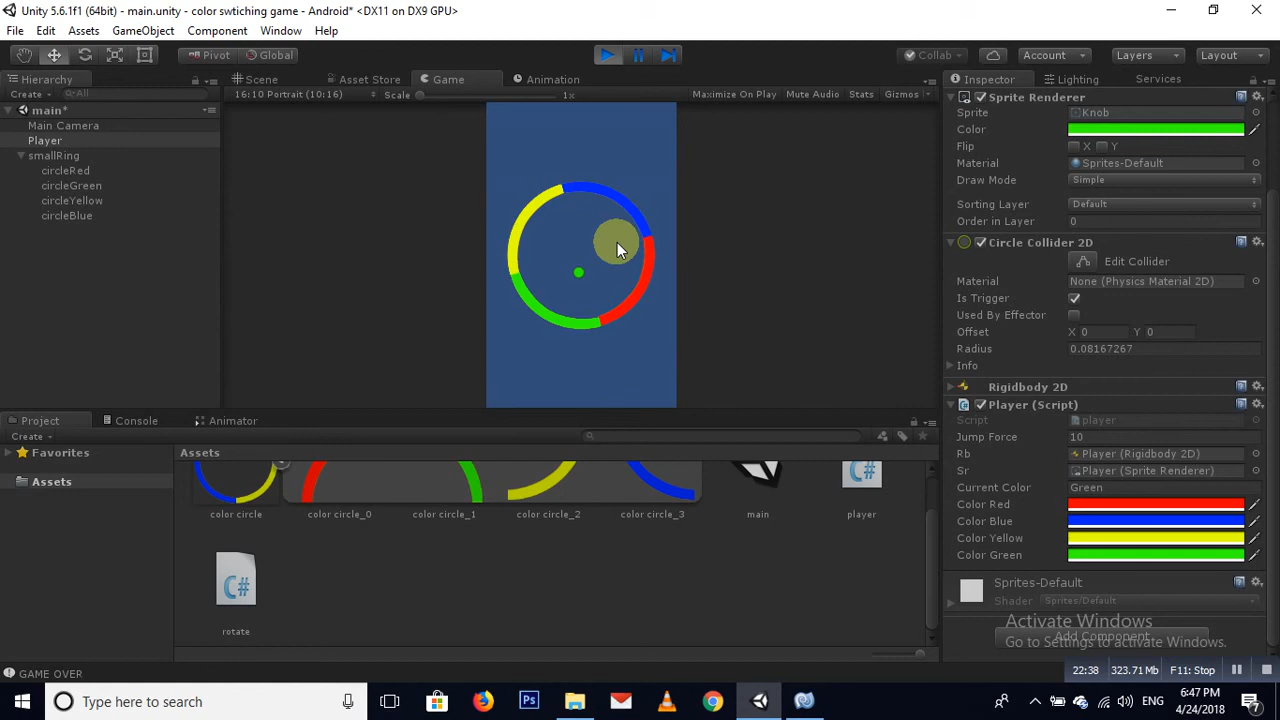 Unity 5.6.1f1 (64bit) - main.unity - color swtiching game - Android* <DX11 on DX9 GPU>
File Edit Assets GameObject Component Window Help
Pivot Global Collab Account Layers Layout
Hierarchy Scene Asset Store Game Animation Inspector Lighting Services
Create All 16:10 Portrait (10:16) Scale 1x Maximize On Play Mute Audio Stats Gizmos
main*
Main Camera
Player
smallRing
circleRed
circleGreen
circleYellow
circleBlue
Sprite Renderer
Sprite Knob
Color
Flip X Y
Material Sprites-Default
Draw Mode Simple
Sorting Layer Default
Order in Layer 0
Circle Collider 2D
Edit Collider
Material None (Physics Material 2D)
Is Trigger
Used By Effector
Offset X 0 Y 0
Radius 0.08167267
Info
Rigidbody 2D
Player (Script)
Script player
Jump Force 10
Rb Player (Rigidbody 2D)
Sr Player (Sprite Renderer)
Current Color Green
Color Red
Color Blue
Color Yellow
Color Green
Sprites-Default
Shader Sprites/Default
Add Component
Activate Windows
Go to Settings to activate Windows.
Project Console Animator
Create
Favorites
Assets
Assets
color circle color circle_0 color circle_1 color circle_2 color circle_3 main player
C#
C#
rotate
GAME OVER
22:38 323.71 Mb F11: Stop
Type here to search
Ps
ENG
6:47 PM
4/24/2018
7